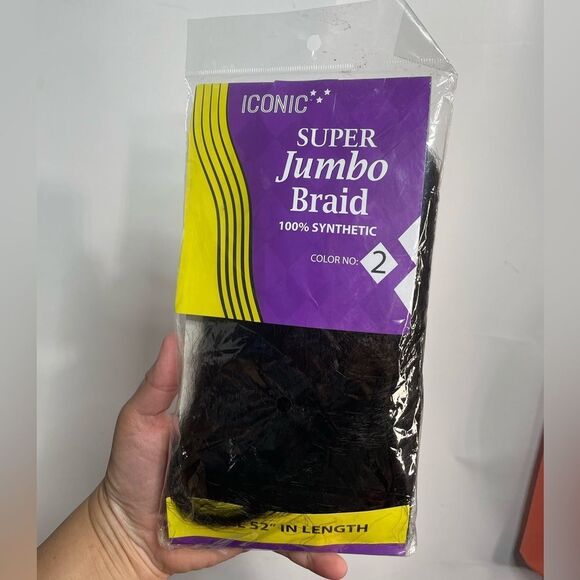 ICONIC
SUPER
Jumbo
Braid
100% SYNTHETIC
COLOR NO: 2
52" IN LENGTH